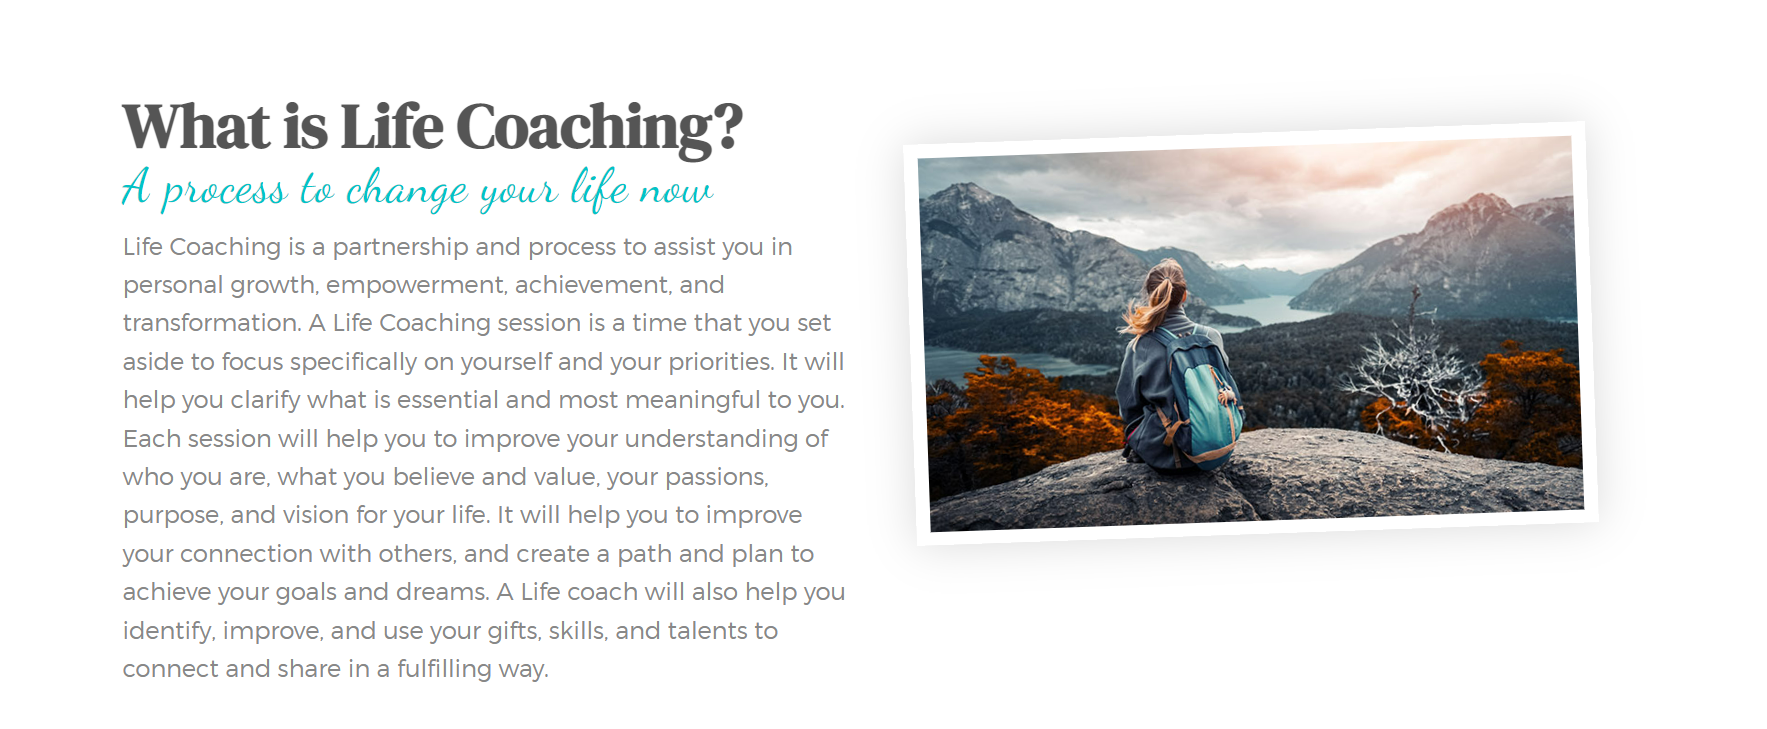 What is Life Coaching?
A process to change your life now
Life Coaching is a partnership and process to assist you in
personal growth, empowerment, achievement, and
transformation. A Life Coaching session is a time that you set
aside to focus specifically on yourself and your priorities. It will
help you clarify what is essential and most meaningful to you.
Each session will help you to improve your understanding of
who you are, what you believe and value, your passions,
purpose, and vision for your life. It will help you to improve
your connection with others, and create a path and plan to
achieve your goals and dreams. A Life coach will also help you
identify, improve, and use your gifts, skills, and talents to
connect and share in a fulfilling way.